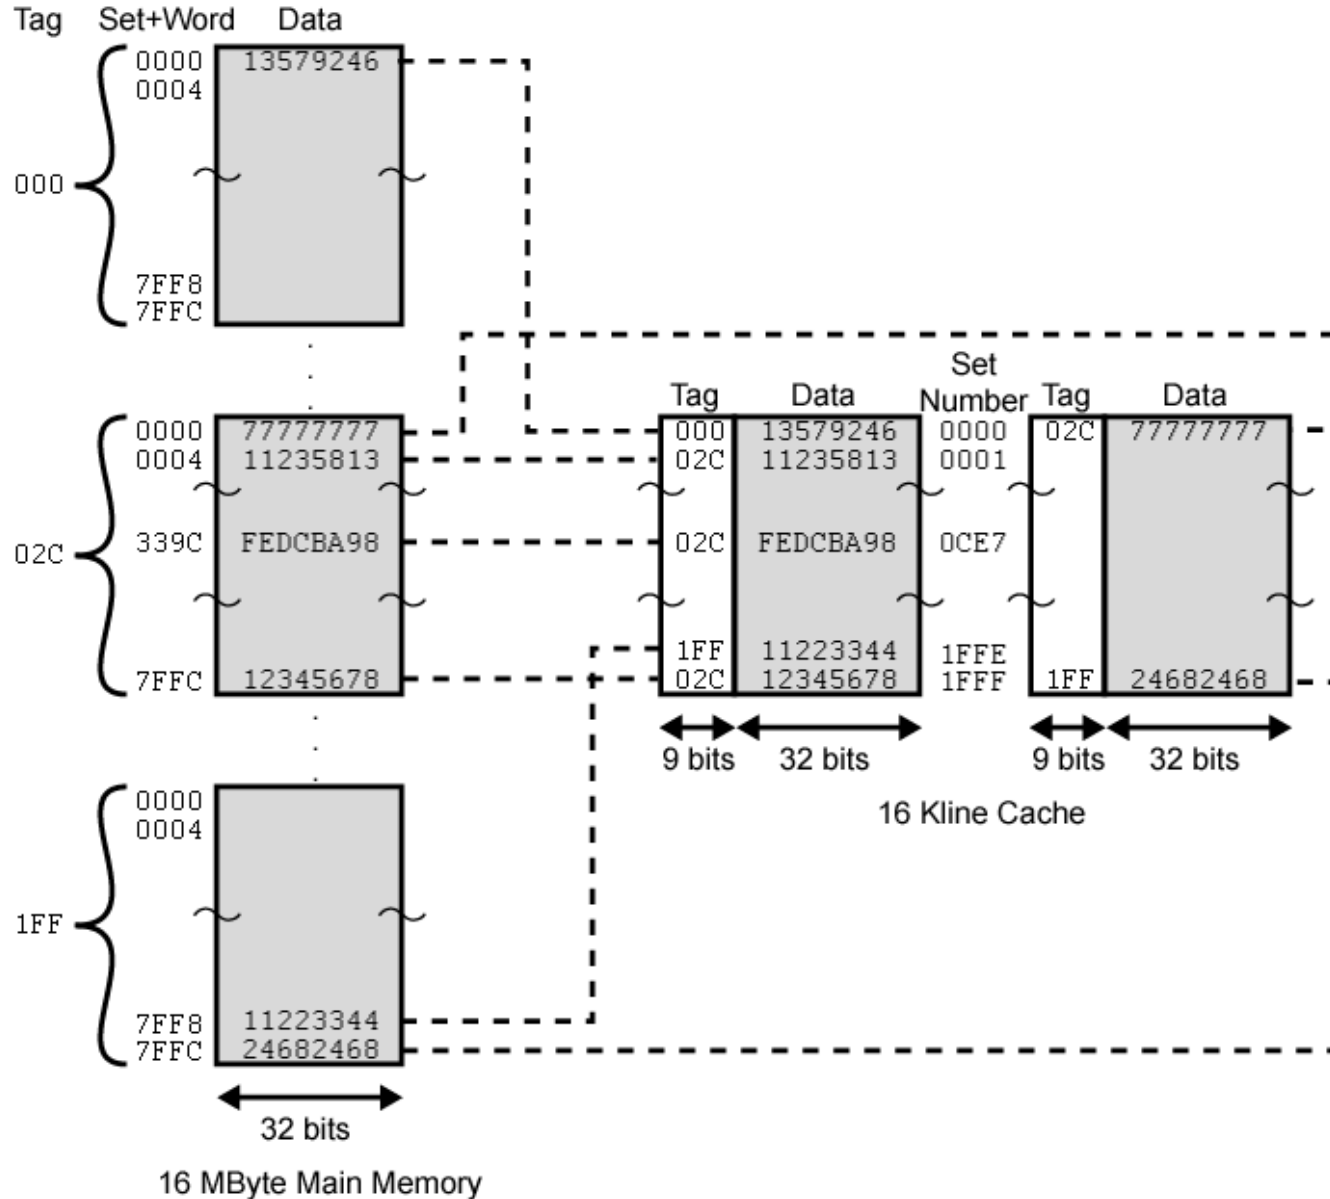 Tag Set+Word Data
0000 13579246
0004
000
7FF8
7FFC
Set
Tag Data Number Tag Data
0000 77777777 000 13579246 0000 02C 77777777
0004 11235813 02C 11235813 0001
02C 339C FEDCBA98 02C FEDCBA98 0CE7
1FF 11223344 1FFE
7FFC 12345678 02C 12345678 1FFF 1FF 24682468
9 bits 32 bits 9 bits 32 bits
16 Kline Cache
0000
0004
1FF
7FF8 11223344
7FFC 24682468
32 bits
16 MByte Main Memory